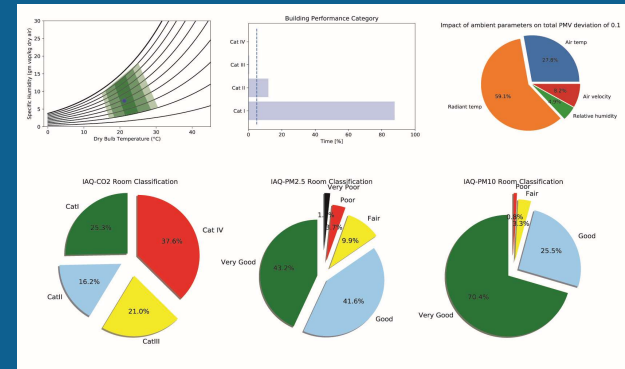 Specific Humidity (gm vap/kg dry air)
30
25
20
15
10
5
0
0
10
20
30
40
Dry Bulb Temperature (°C)
Building Performance Category
Cat IV
Cat III
Cat II
Cat I
0
20
40
60
80
100
Time [%]
Impact of ambient parameters on total PMV deviation of 0.1
Air temp
27.8%
59.1%
Radiant temp
Air velocity
Relative humidity
IAQ-CO2 Room Classification
CatI
25.3%
Cat IV
37.6%
16.2%
CatII
21.0%
CatIII
IAQ-PM2.5 Room Classification
Very Poor
Poor
Fair
9.9%
Very Good
43.2%
41.6%
Good
IAQ-PM10 Room Classification
Poor
Fair
Good
25.5%
70.4%
Very Good